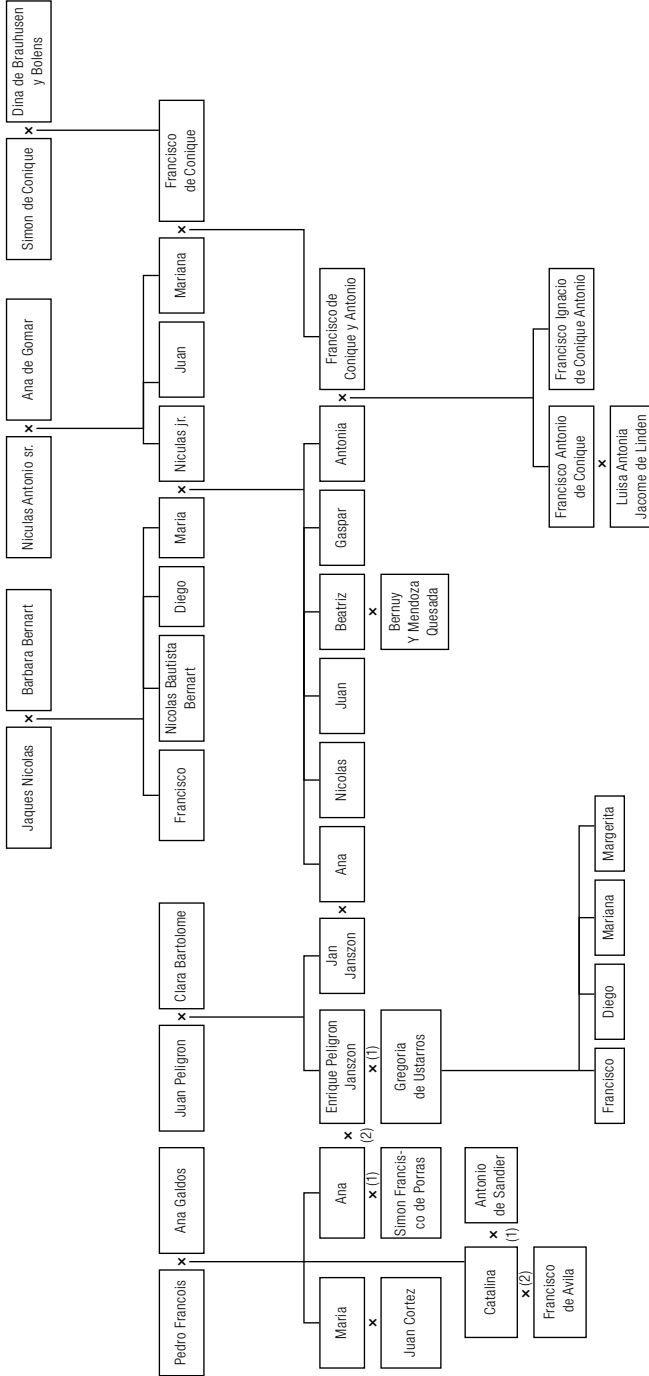 Pedro Francois
Ana Galdos
Juan Peligron
Clara Bartolome
Jaques Nicolas
Barbara Bernart
Niculas Antonio sr.
Ana de Gomar
Simon de Conique
Dina de Brauhusen
y Bolens
×
×
×
×
×
Francisco
Nicolas Bautista
Bernart
Diego
Maria
×
Niculas jr.
Juan
Mariana
×
Francisco
de Conique
Maria
×
Juan Cortez
Ana
× (1)
Simon Francis-
co de Porras
×
(2)
Enrique Peligron
Janszon
× (1)
Gregoria
de Ustarros
Jan
Janszon
×
Ana
Nicolas
Juan
Beatriz
×
Bernuy
Y Mendoza
Quesada
Gaspar
Antonia
×
Francisco de
Conique y Antonio
Catalina
× (2)
Francisco
de Avila
×
(1)
Antonio
de Sandier
Francisco
Diego
Mariana
Margerita
Francisco Antonio
de Conique
×
Luisa Antonia
Jacome de Linden
Francisco Ignacio
de Conique Antonio